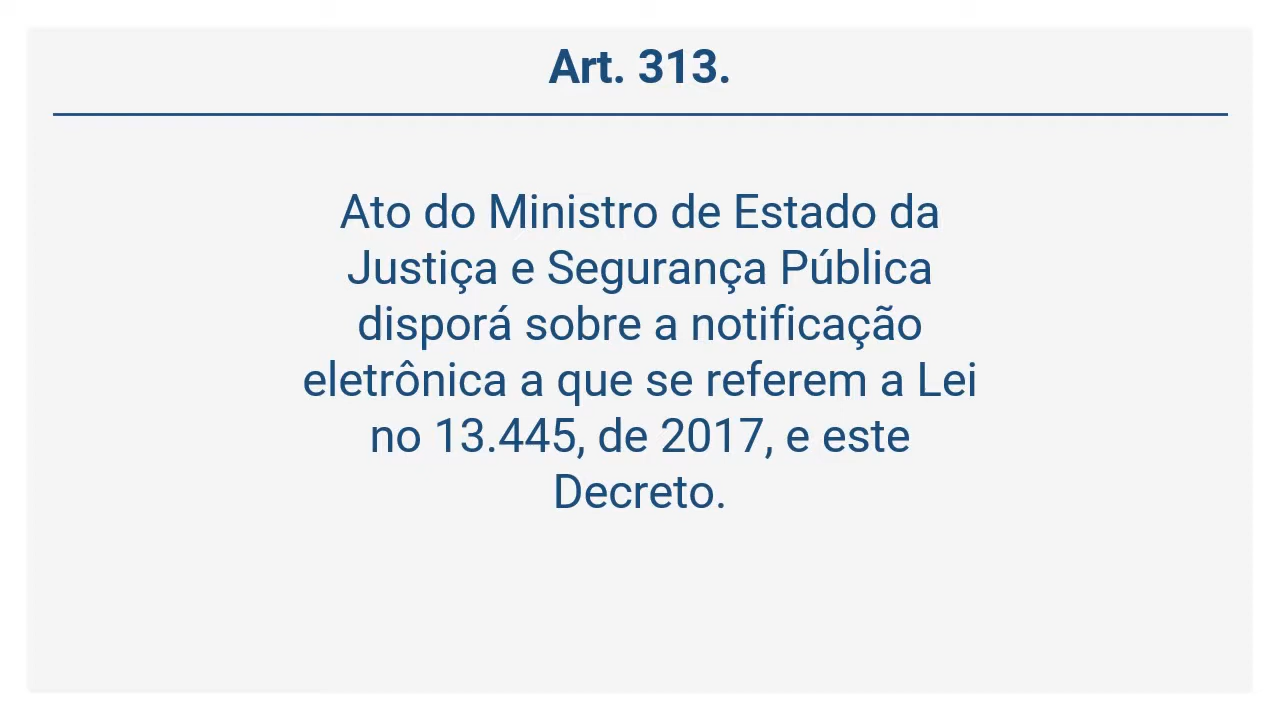 Art. 313.
Ato do Ministro de Estado da
Justiça e Segurança Pública
disporá sobre a notificação
eletrônica a que se referem a Lei
no 13.445, de 2017, e este
Decreto.